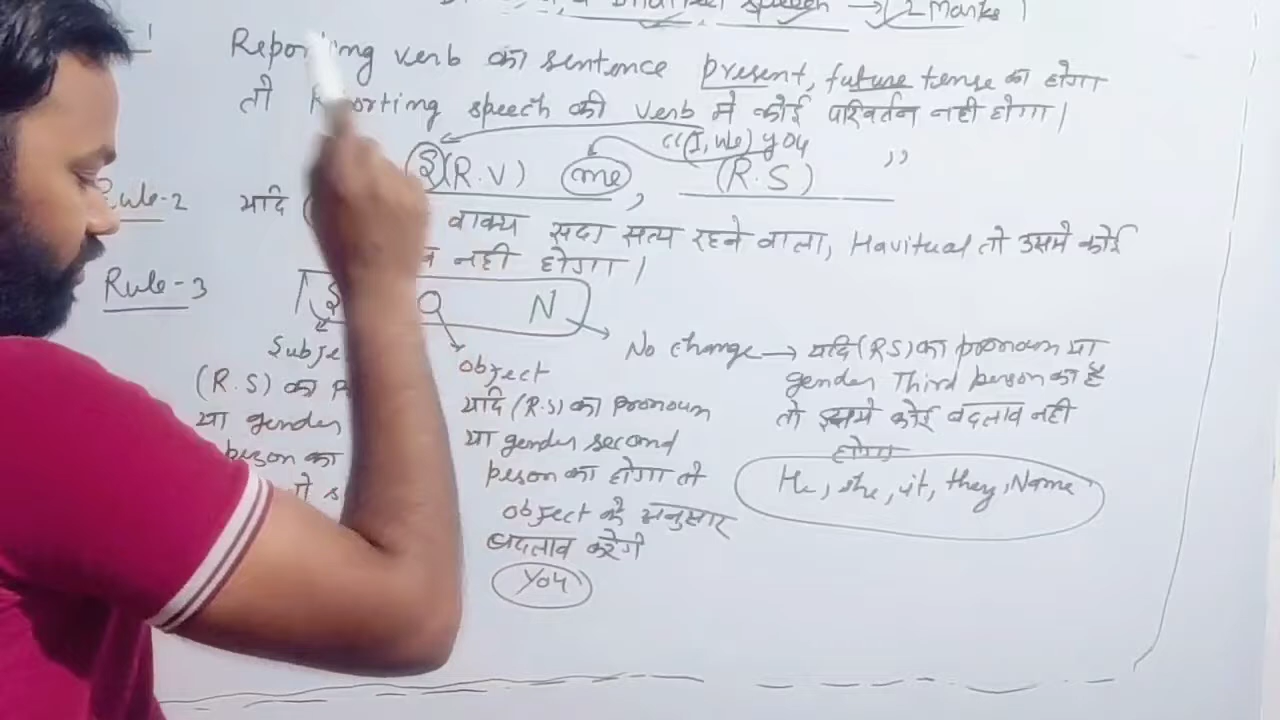 speech → 2 Marks
-1
Reporting verb का sentence present, future tense का होगा
तो Reporting speech की verb मे कोई परिवर्तन नही होगा।
"(I, we) you
(R.V) me , (R.S) "
Rule-2 यदि वाक्य सदा सत्य रहने वाला, Havitual तो उसमे कोई
नही होगा।
Rule-3 S O N
Subje
object
No change → यदि (R.S) का pronoun या
gender Third person का है
तो इसमे कोई बदलाव नही
होगा
He, she, it, they, Name
(R.S) का
या gender
person का
यदि (R.S) का pronoun
या gender second
person का होगा तो
object के अनुसार
बदलाव करेगे
You